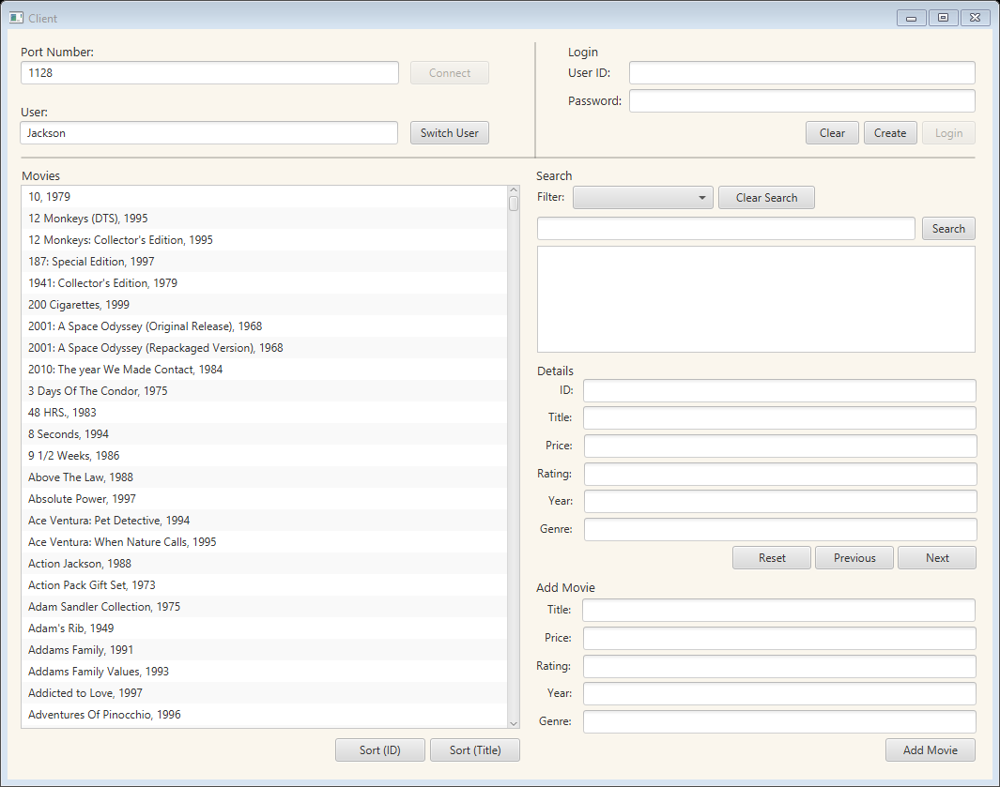 Client
Port Number:
1128
Connect
User:
Jackson
Switch User
Login
User ID:
Password:
Clear
Create
Login
Movies
10, 1979
12 Monkeys (DTS), 1995
12 Monkeys: Collector's Edition, 1995
187: Special Edition, 1997
1941: Collector's Edition, 1979
200 Cigarettes, 1999
2001: A Space Odyssey (Original Release), 1968
2001: A Space Odyssey (Repackaged Version), 1968
2010: The year We Made Contact, 1984
3 Days Of The Condor, 1975
48 HRS., 1983
8 Seconds, 1994
9 1/2 Weeks, 1986
Above The Law, 1988
Absolute Power, 1997
Ace Ventura: Pet Detective, 1994
Ace Ventura: When Nature Calls, 1995
Action Jackson, 1988
Action Pack Gift Set, 1973
Adam Sandler Collection, 1975
Adam's Rib, 1949
Addams Family, 1991
Addams Family Values, 1993
Addicted to Love, 1997
Adventures Of Pinocchio, 1996
Sort (ID)
Sort (Title)
Search
Filter:
Clear Search
Search
Details
ID:
Title:
Price:
Rating:
Year:
Genre:
Reset
Previous
Next
Add Movie
Title:
Price:
Rating:
Year:
Genre:
Add Movie